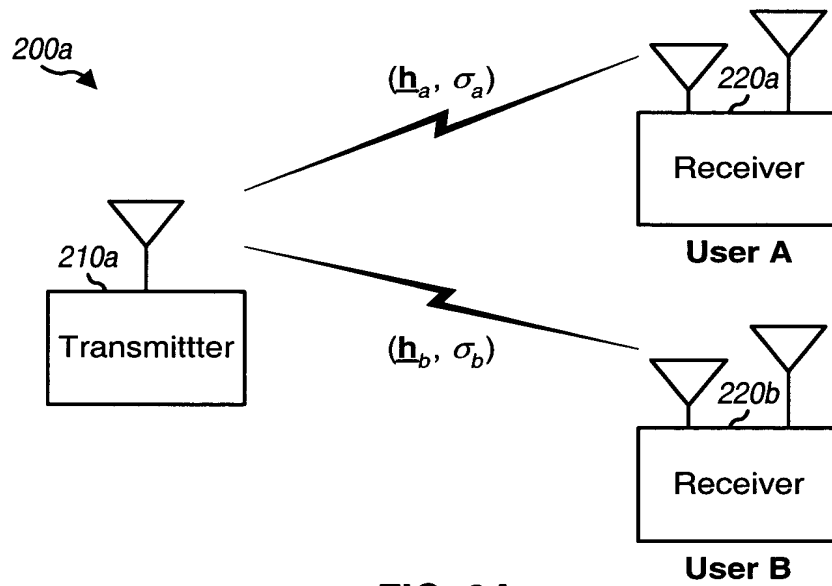 200a
(h_a, σ_a)
220a
Receiver
User A
210a
Transmittter
(h_b, σ_b)
220b
Receiver
User B